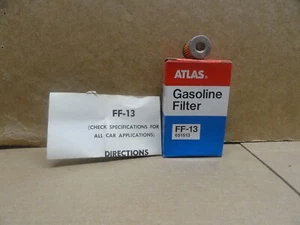 FF-13
(CHECK SPECIFICATIONS FOR
ALL CAR APPLICATIONS)
DIRECTIONS
ATLAS®
Gasoline
Filter
FF-13